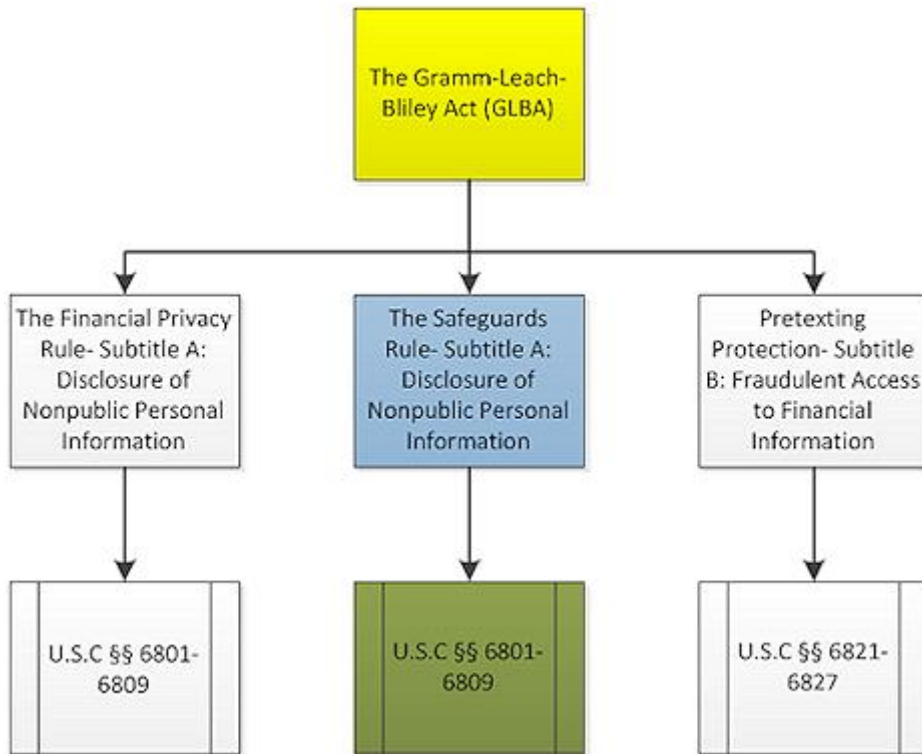 The Gramm-Leach-
Bliley Act (GLBA)
The Financial Privacy
Rule- Subtitle A:
Disclosure of
Nonpublic Personal
Information
The Safeguards
Rule- Subtitle A:
Disclosure of
Nonpublic Personal
Information
Pretexting
Protection- Subtitle
B: Fraudulent Access
to Financial
Information
U.S.C §§ 6801-
6809
U.S.C §§ 6801-
6809
U.S.C §§ 6821-
6827